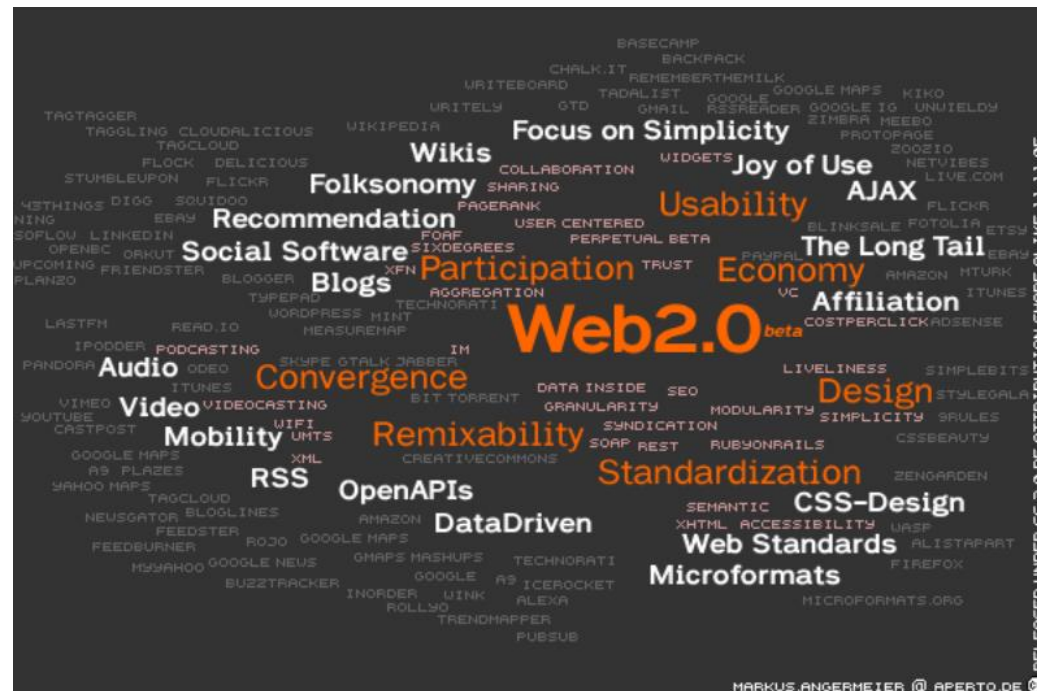 BASECAMP
BACKPACK
CHALK.IT REMEMBERTHEMILK
WRITEBOARD TADALIST GOOGLE GOOGLE MAPS KIKO
WRITELY GTD GMAIL RSSREADER GOOGLE IG UNWIELDY
TAGTAGGER ZIMBRA MEEBO
TAGGLING CLOUDALICIOUS WIKIPEDIA Focus on Simplicity PROTOPAGE
TAGCLOUD Wikis WIDGETS Joy of Use ZOOZIO
FLOCK DELICIOUS COLLABORATION NETVIBES
STUMBLEUPON FLICKR Folksonomy SHARING AJAX LIVE.COM
43THINGS DIGG SQUIDOO PAGERANK Usability FLICKR
NING EBAY Recommendation USER CENTERED BLINKSALE FOTOLIA ETSY
SOFLOW LINKEDIN FOAF PERPETUAL BETA
OPENBC ORKUT Social Software SIXDEGREES PAYPAL The Long Tail EBAY
UPCOMING FRIENDSTER XFN Participation TRUST Economy AMAZON MTURK
PLANZO BLOGGER Blogs AGGREGATION VC ITUNES
TYPEPAD TECHNORATI Affiliation
WORDPRESS MINT
LASTFM READ.IO MEASUREMAP Web2.0 beta COSTPERCLICK ADSENSE
IPODDER PODCASTING IM
PANDORA Audio ODEO SKYPE GTALK JABBER LIVELINESS SIMPLEBITS
ITUNES Convergence DATA INSIDE SEO Design STYLEGALA
VIMEO Video VIDEOCASTING BIT TORRENT GRANULARITY MODULARITY SIMPLICITY 9RULES
YOUTUBE WIFI SYNDICATION
CASTPOST Mobility UMTS Remixability SOAP REST RUBYONRAILS CSSBEAUTY
GOOGLE MAPS XML CREATIVECOMMONS
A9 PLAZES RSS Standardization ZENGARDEN
YAHOO MAPS OpenAPIs
TAGCLOUD SEMANTIC CSS-Design
NEWSGATOR BLOGLINES AMAZON DataDriven XHTML ACCESSIBILITY WASP
FEEDSTER
FEEDBURNER ROJO GOOGLE MAPS Web Standards ALISTAPART
MYYAHOO GOOGLE NEWS GMAPS MASHUPS TECHNORATI FIREFOX
BUZZTRACKER GOOGLE A9 ICEROCKET Microformats
INORDER WINK ALEXA MICROFORMATS.ORG
ROLLYO
TRENDMAPPER
PUBSUB
MARKUS.ANGERMEIER @ APERTO.DE